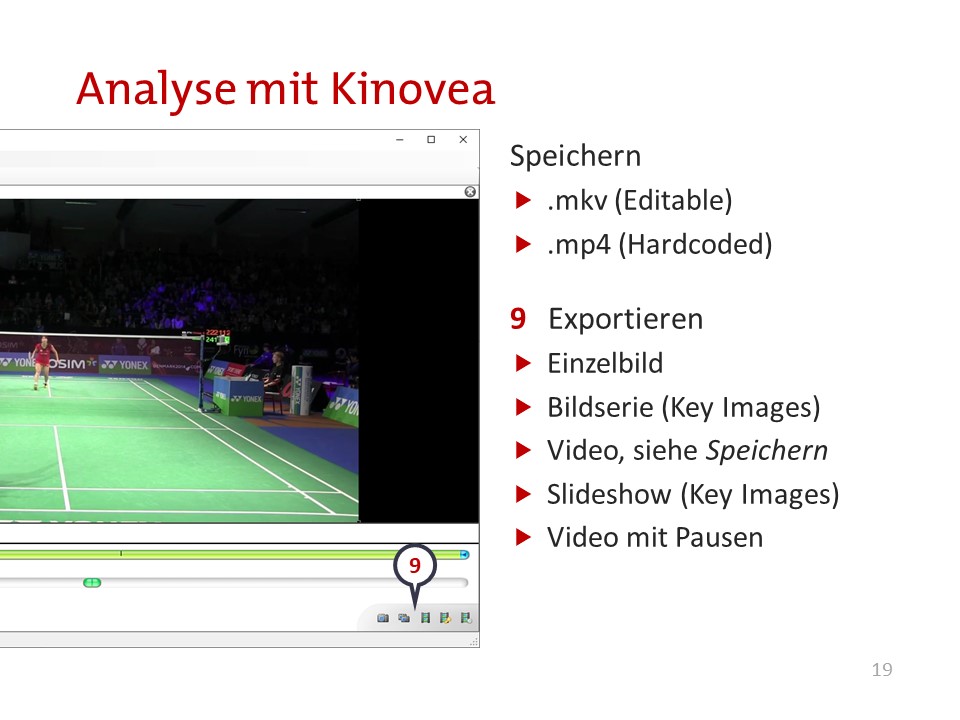 Analyse mit Kinovea
Speichern
.mkv (Editable)
.mp4 (Hardcoded)
9 Exportieren
Einzelbild
Bildserie (Key Images)
Video, siehe Speichern
Slideshow (Key Images)
Video mit Pausen
YONEX
OSIM
YONEX
YONEX
9
19